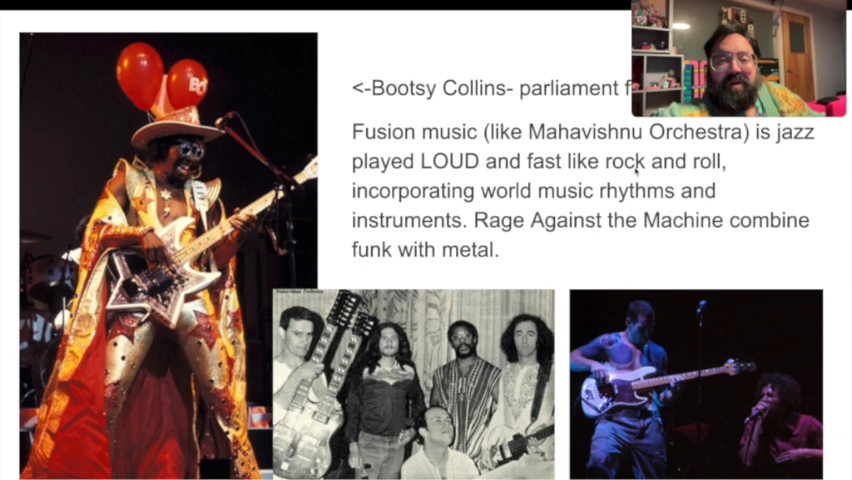 <-Bootsy Collins- parliament f
Fusion music (like Mahavishnu Orchestra) is jazz
played LOUD and fast like rock and roll,
incorporating world music rhythms and
instruments. Rage Against the Machine combine
funk with metal.